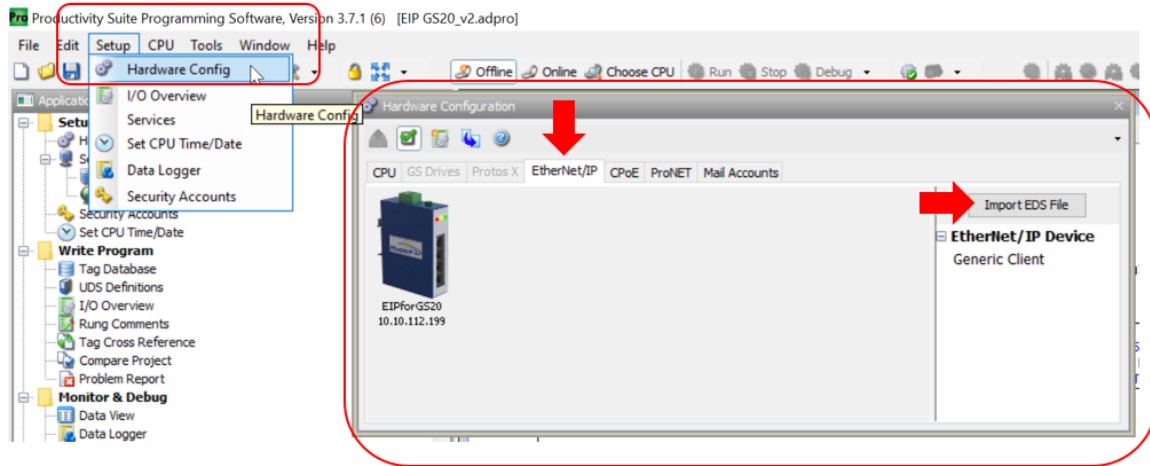 Pro Productivity Suite Programming Software, Version 3.7.1 (6) [EIP GS20_v2.adpro]
File Edit Setup CPU Tools Window Help
Offline Online Choose CPU Run Stop Debug
Hardware Config
I/O Overview
Services
Set CPU Time/Date
Data Logger
Security Accounts
Hardware Config
Setu
H
S
Security Accounts
Set CPU Time/Date
Write Program
Tag Database
UDS Definitions
I/O Overview
Rung Comments
Tag Cross Reference
Compare Project
Problem Report
Monitor & Debug
Data View
Data Logger
Hardware Configuration
CPU GS Drives Protos X EtherNet/IP CPoE ProNET Mail Accounts
EIPforGS20
10.10.112.199
Import EDS File
EtherNet/IP Device
Generic Client